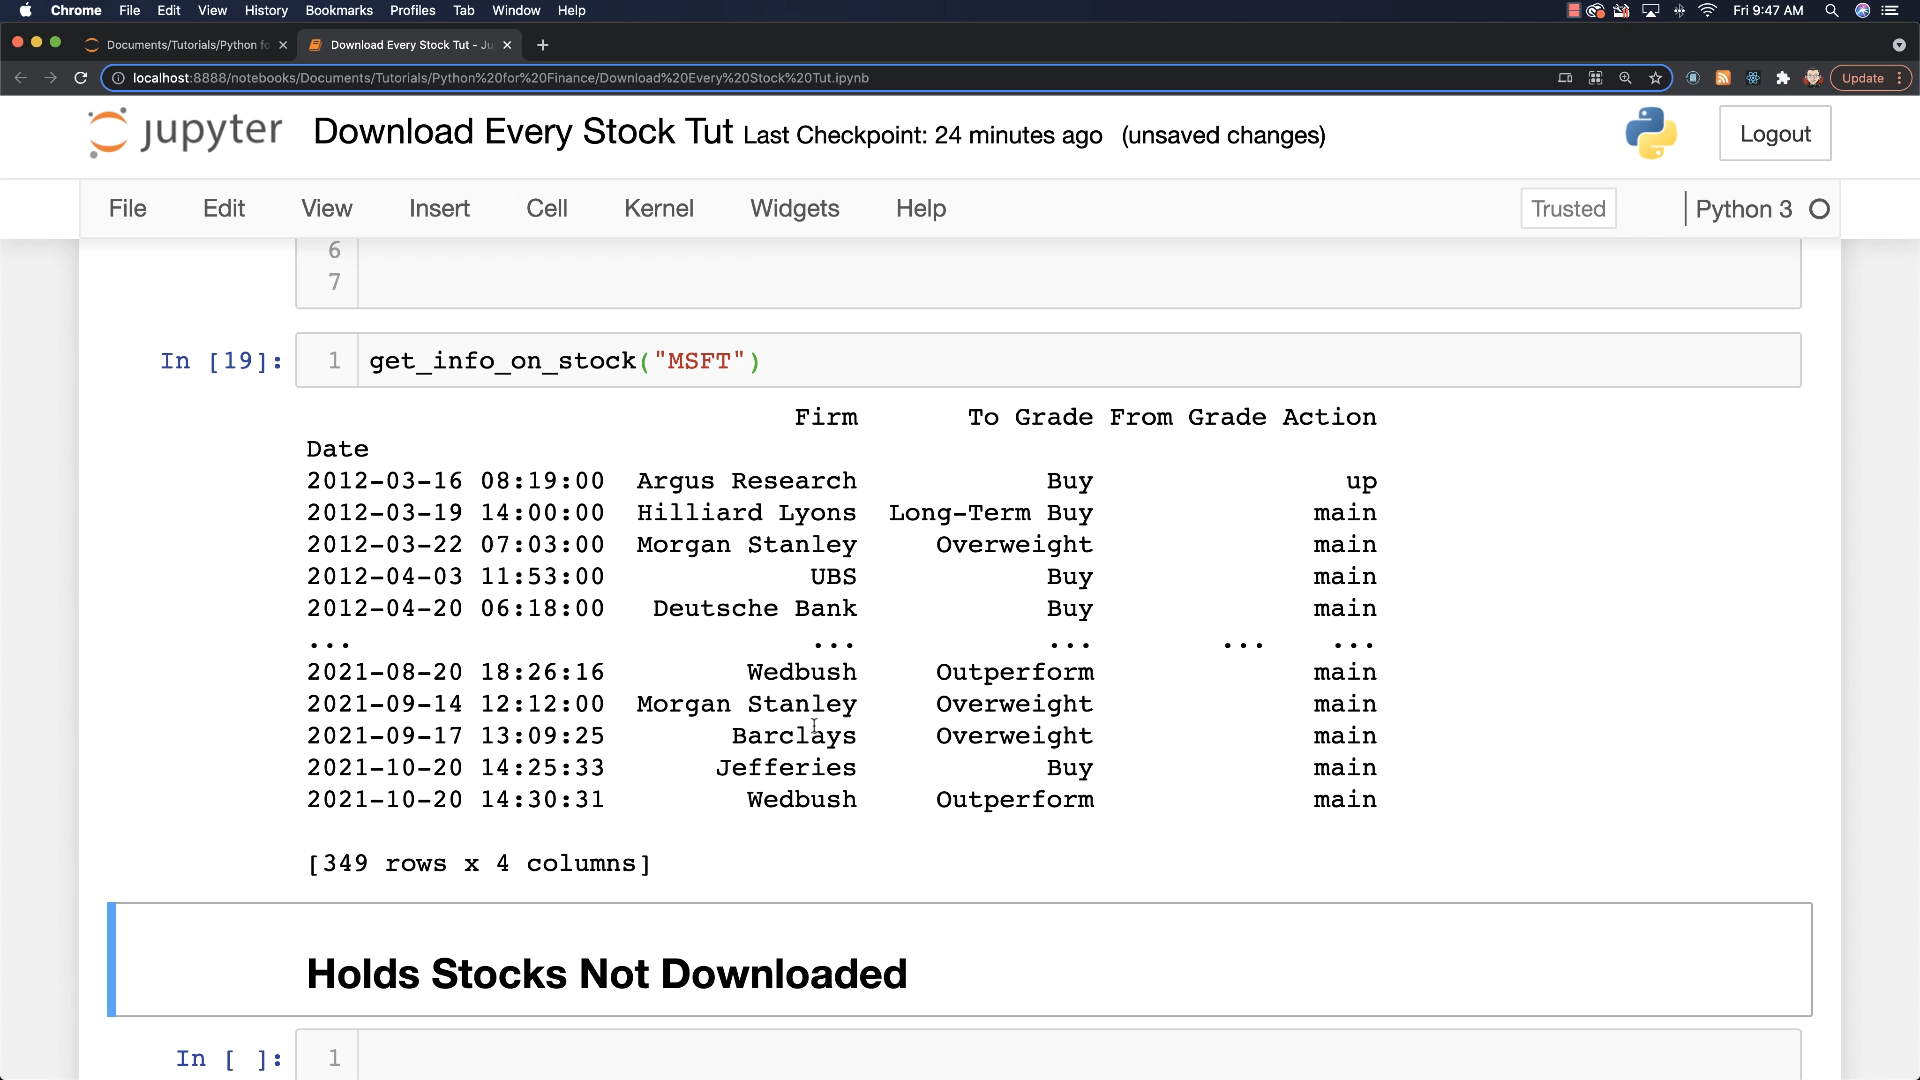 Chrome File Edit View History Bookmarks Profiles Tab Window Help Fri 9:47 AM
Documents/Tutorials/Python fo Download Every Stock Tut - Ju
localhost:8888/notebooks/Documents/Tutorials/Python%20for%20Finance/Download%20Every%20Stock%20Tut.ipynb Update
jupyter Download Every Stock Tut Last Checkpoint: 24 minutes ago (unsaved changes) Logout
File Edit View Insert Cell Kernel Widgets Help Trusted Python 3
6
7
In [19]: 1 get_info_on_stock("MSFT")
Firm To Grade From Grade Action
Date
2012-03-16 08:19:00 Argus Research Buy up
2012-03-19 14:00:00 Hilliard Lyons Long-Term Buy main
2012-03-22 07:03:00 Morgan Stanley Overweight main
2012-04-03 11:53:00 UBS Buy main
2012-04-20 06:18:00 Deutsche Bank Buy main
... ... ... ... ...
2021-08-20 18:26:16 Wedbush Outperform main
2021-09-14 12:12:00 Morgan Stanley Overweight main
2021-09-17 13:09:25 Barclays Overweight main
2021-10-20 14:25:33 Jefferies Buy main
2021-10-20 14:30:31 Wedbush Outperform main
[349 rows x 4 columns]
Holds Stocks Not Downloaded
In [ ]: 1